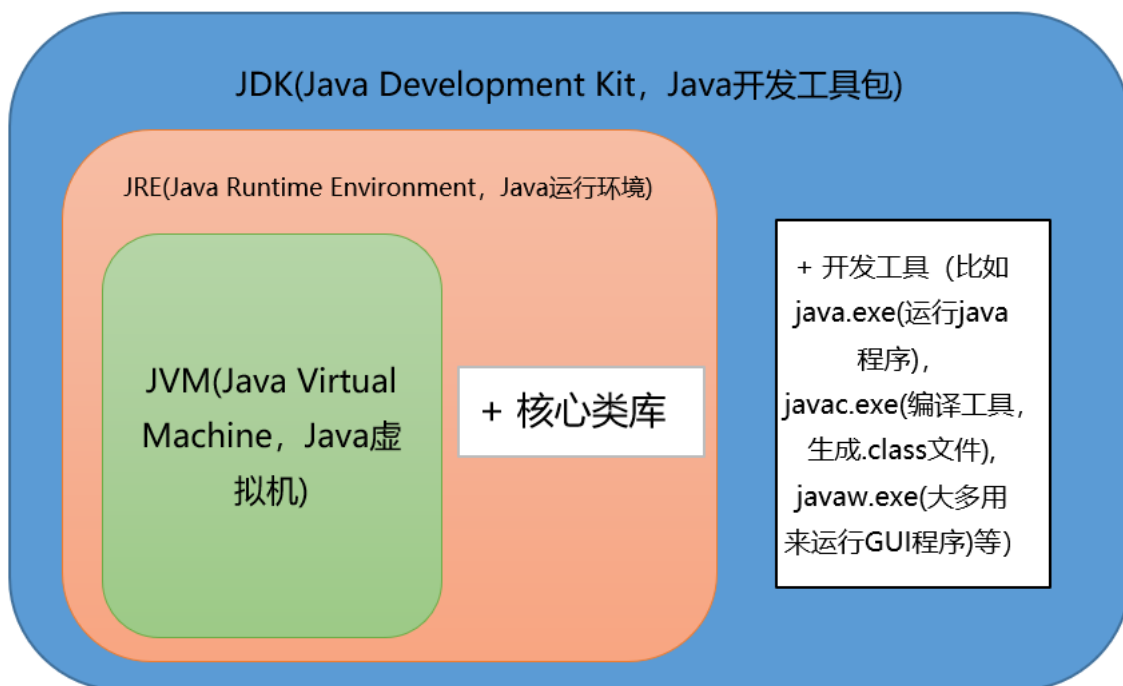 JDK(Java Development Kit，Java开发工具包)
JRE(Java Runtime Environment，Java运行环境)
JVM(Java Virtual
Machine，Java虚
拟机)
+ 核心类库
+ 开发工具（比如
java.exe(运行java
程序),
javac.exe(编译工具，
生成.class文件),
javaw.exe(大多用
来运行GUI程序)等）